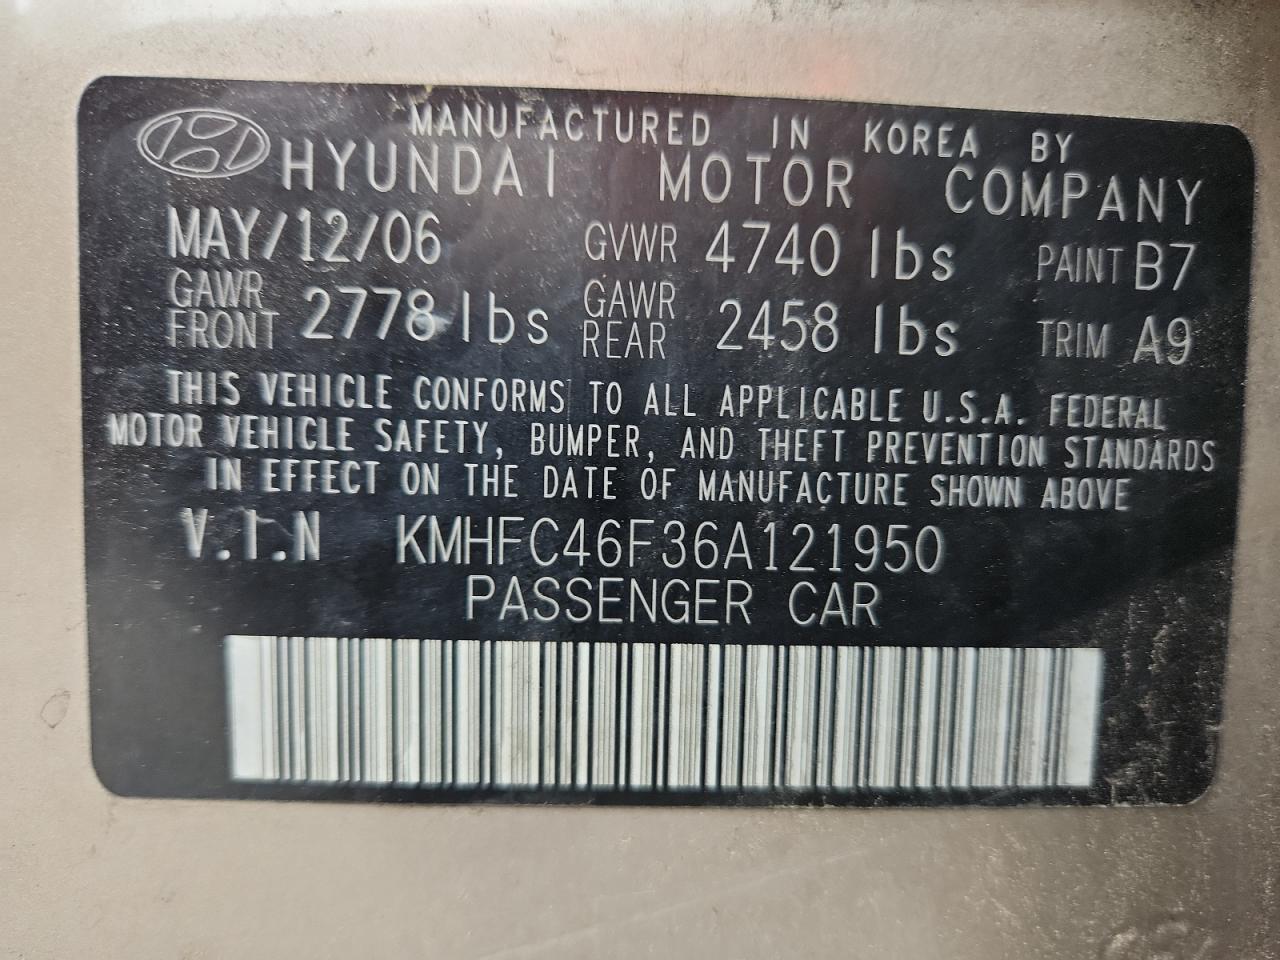 MANUFACTURED IN KOREA BY
HYUNDAI MOTOR COMPANY
MAY/12/06 GVWR 4740 lbs PAINT B7
GAWR FRONT 2778 lbs GAWR REAR 2458 lbs TRIM A9
THIS VEHICLE CONFORMS TO ALL APPLICABLE U.S.A. FEDERAL
MOTOR VEHICLE SAFETY, BUMPER, AND THEFT PREVENTION STANDARDS
IN EFFECT ON THE DATE OF MANUFACTURE SHOWN ABOVE
V.I.N KMHFC46F36A121950
PASSENGER CAR